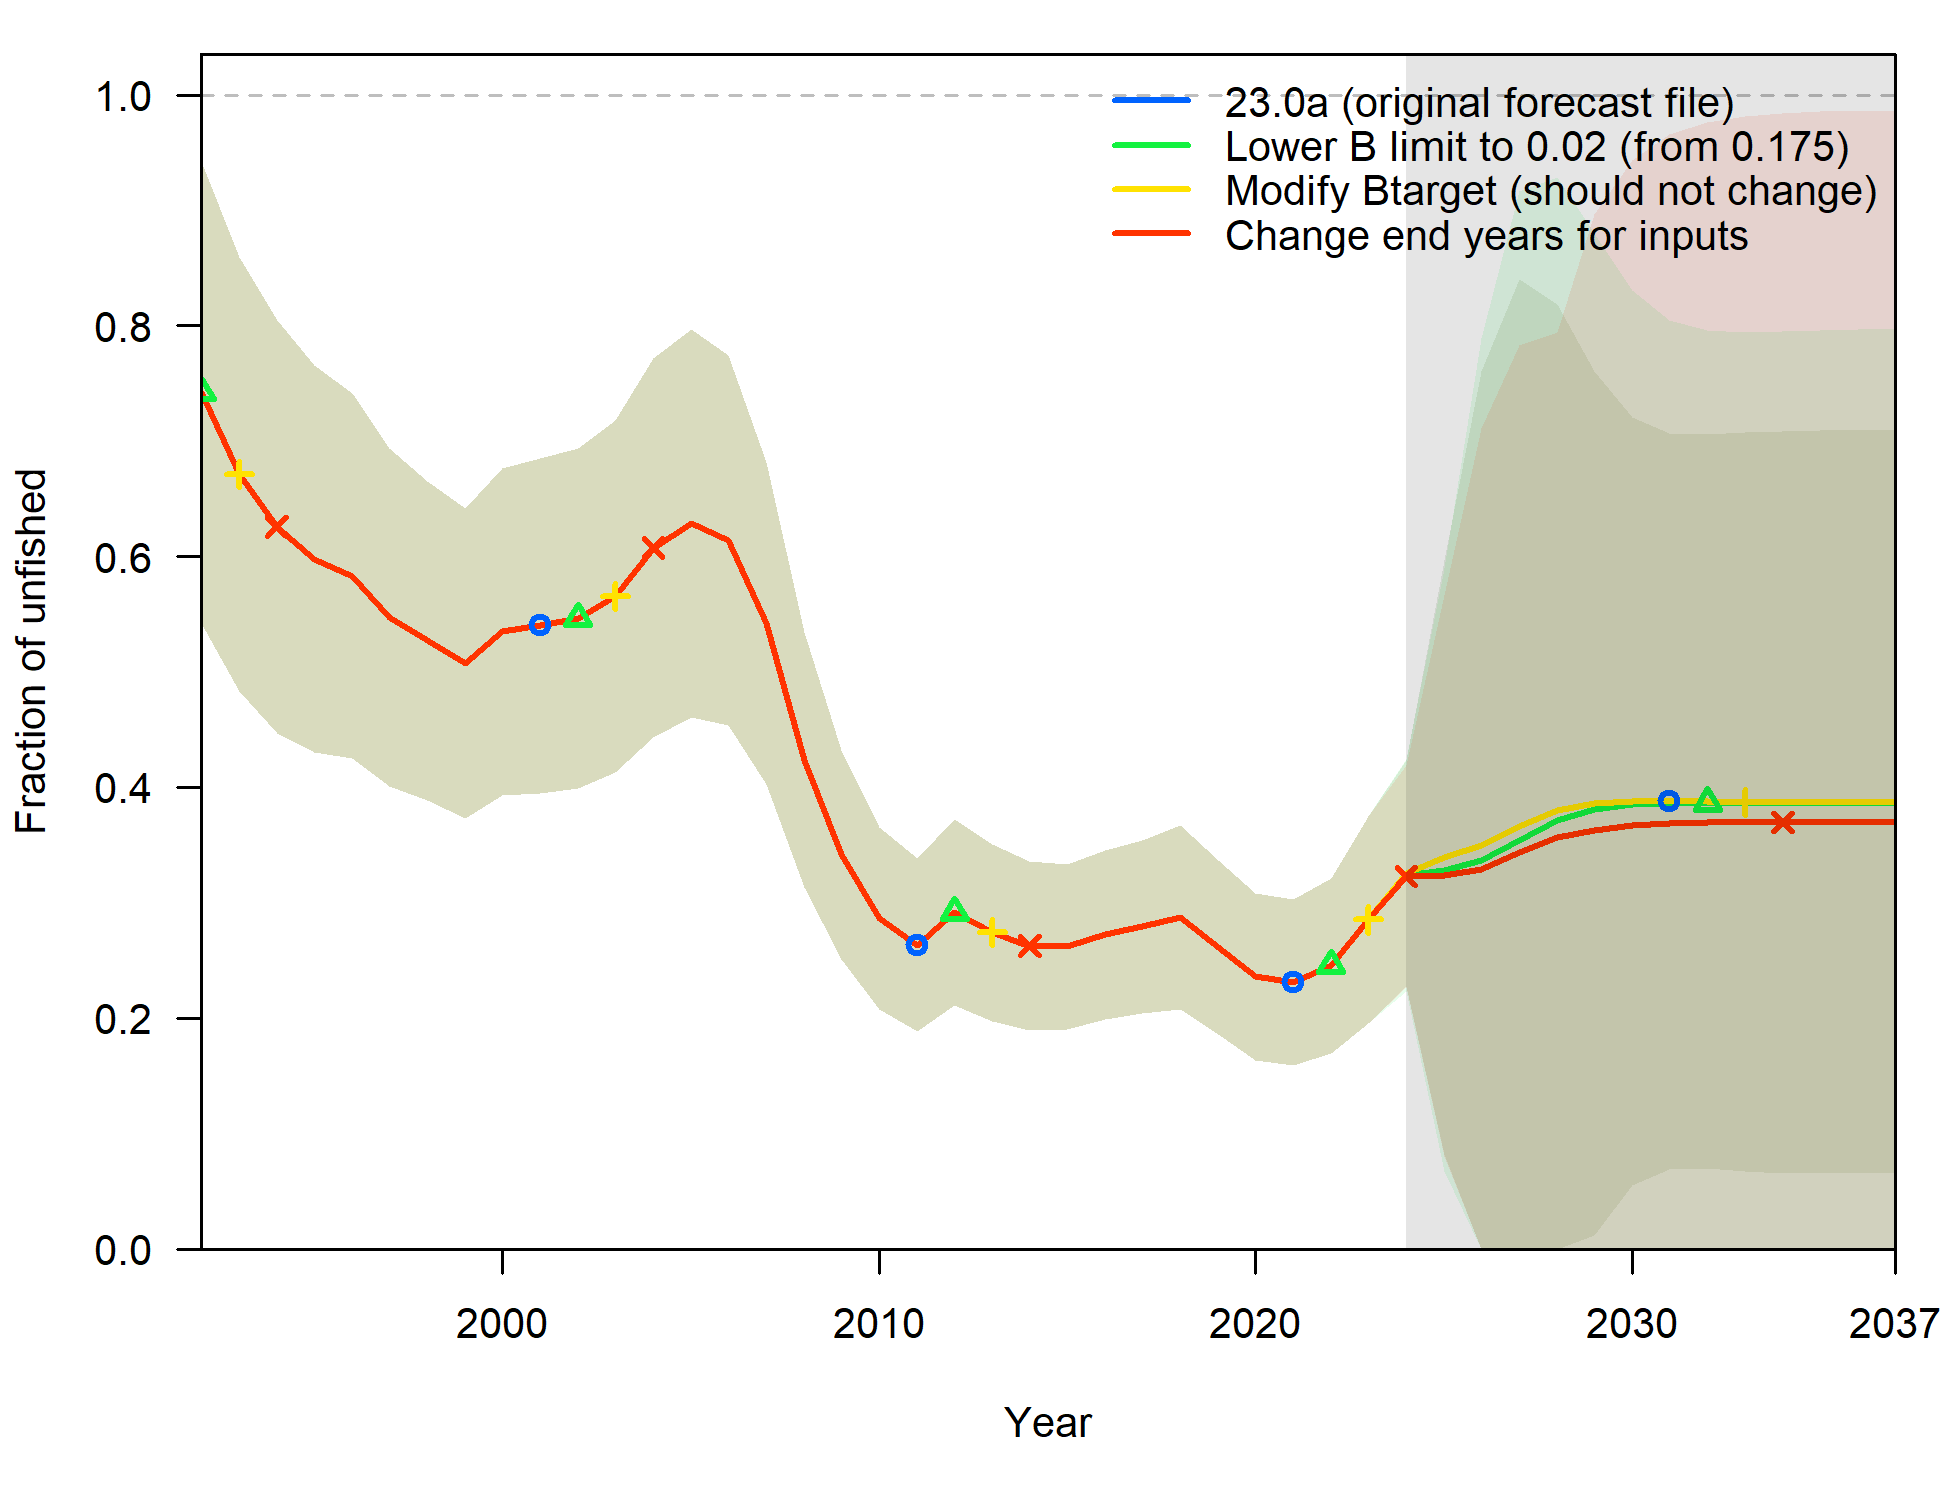 1.0
0.8
0.6
0.4
0.2
0.0
Fraction of unfished
23.0a (original forecast file)
Lower B limit to 0.02 (from 0.175)
Modify Btarget (should not change)
Change end years for inputs
2000
2010
2020
2030
2037
Year